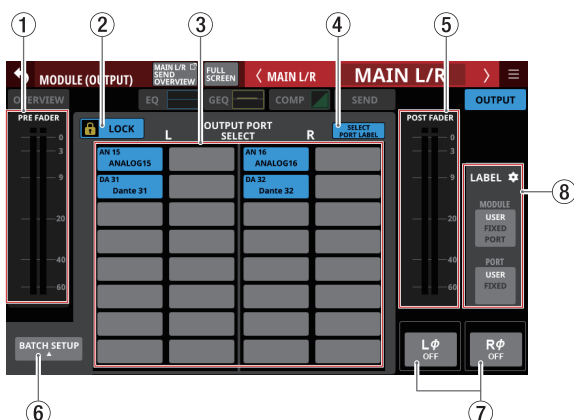 ① ② ③ ④ ⑤
MODULE (OUTPUT)
MAIN L/R
SEND
OVERVIEW
FULL
SCREEN
MAIN L/R
MAIN L/R
OVERVIEW
EQ
GEQ
COMP
SEND
OUTPUT
PRE FADER
0
3
9
20
40
60
LOCK
L
OUTPUT PORT
SELECT
R
SELECT
PORT LABEL
AN 15
ANALOG15
AN 16
ANALOG16
DA 31
Dante 31
DA 32
Dante 32
POST FADER
0
3
9
20
40
60
LABEL
MODULE
USER
FIXED
PORT
PORT
USER
FIXED
⑧
BATCH SETUP
LØ
OFF
RØ
OFF
⑥ ⑦